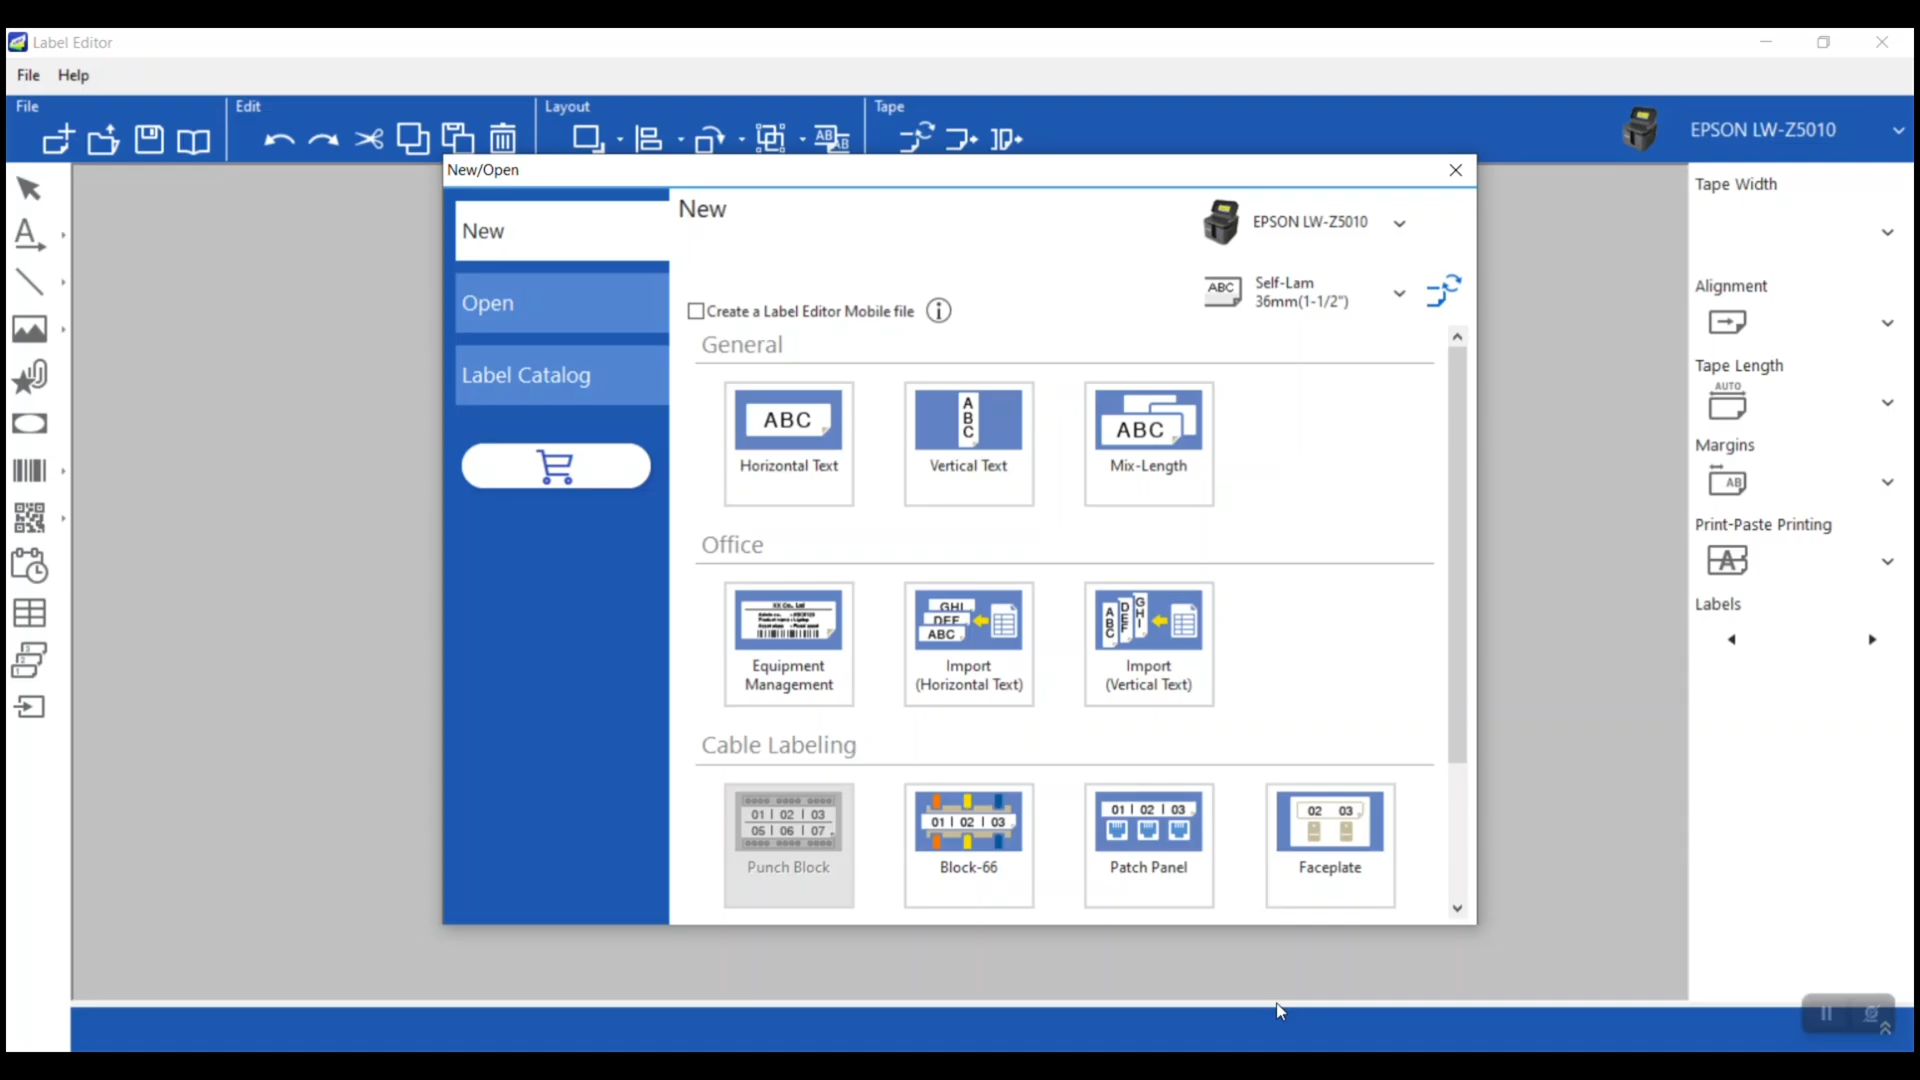 Label Editor
File Help
File Edit Layout Tape
EPSON LW-Z5010
New/Open
New
Open
Label Catalog
New
EPSON LW-Z5010
Self-Lam
36mm(1-1/2")
Create a Label Editor Mobile file
General
ABC
Horizontal Text
A
B
C
Vertical Text
ABC
Mix-Length
Office
Equipment
Management
GHI
DEF
ABC
Import
(Horizontal Text)
ABC
DEF
GHI
Import
(Vertical Text)
Cable Labeling
01 | 02 | 03
05 | 06 | 07
Punch Block
01 | 02 | 03
Block-66
01 | 02 | 03
Patch Panel
02 03
Faceplate
Tape Width
Alignment
Tape Length
AUTO
Margins
AB
Print-Paste Printing
A
Labels